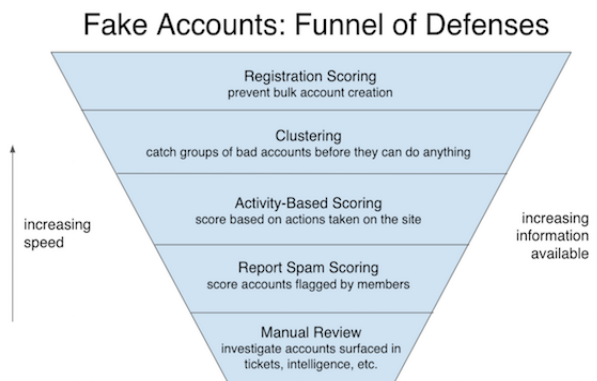 Fake Accounts: Funnel of Defenses
Registration Scoring
prevent bulk account creation
Clustering
catch groups of bad accounts before they can do anything
Activity-Based Scoring
score based on actions taken on the site
increasing
speed
increasing
information
available
Report Spam Scoring
score accounts flagged by members
Manual Review
investigate accounts surfaced in
tickets, intelligence, etc.